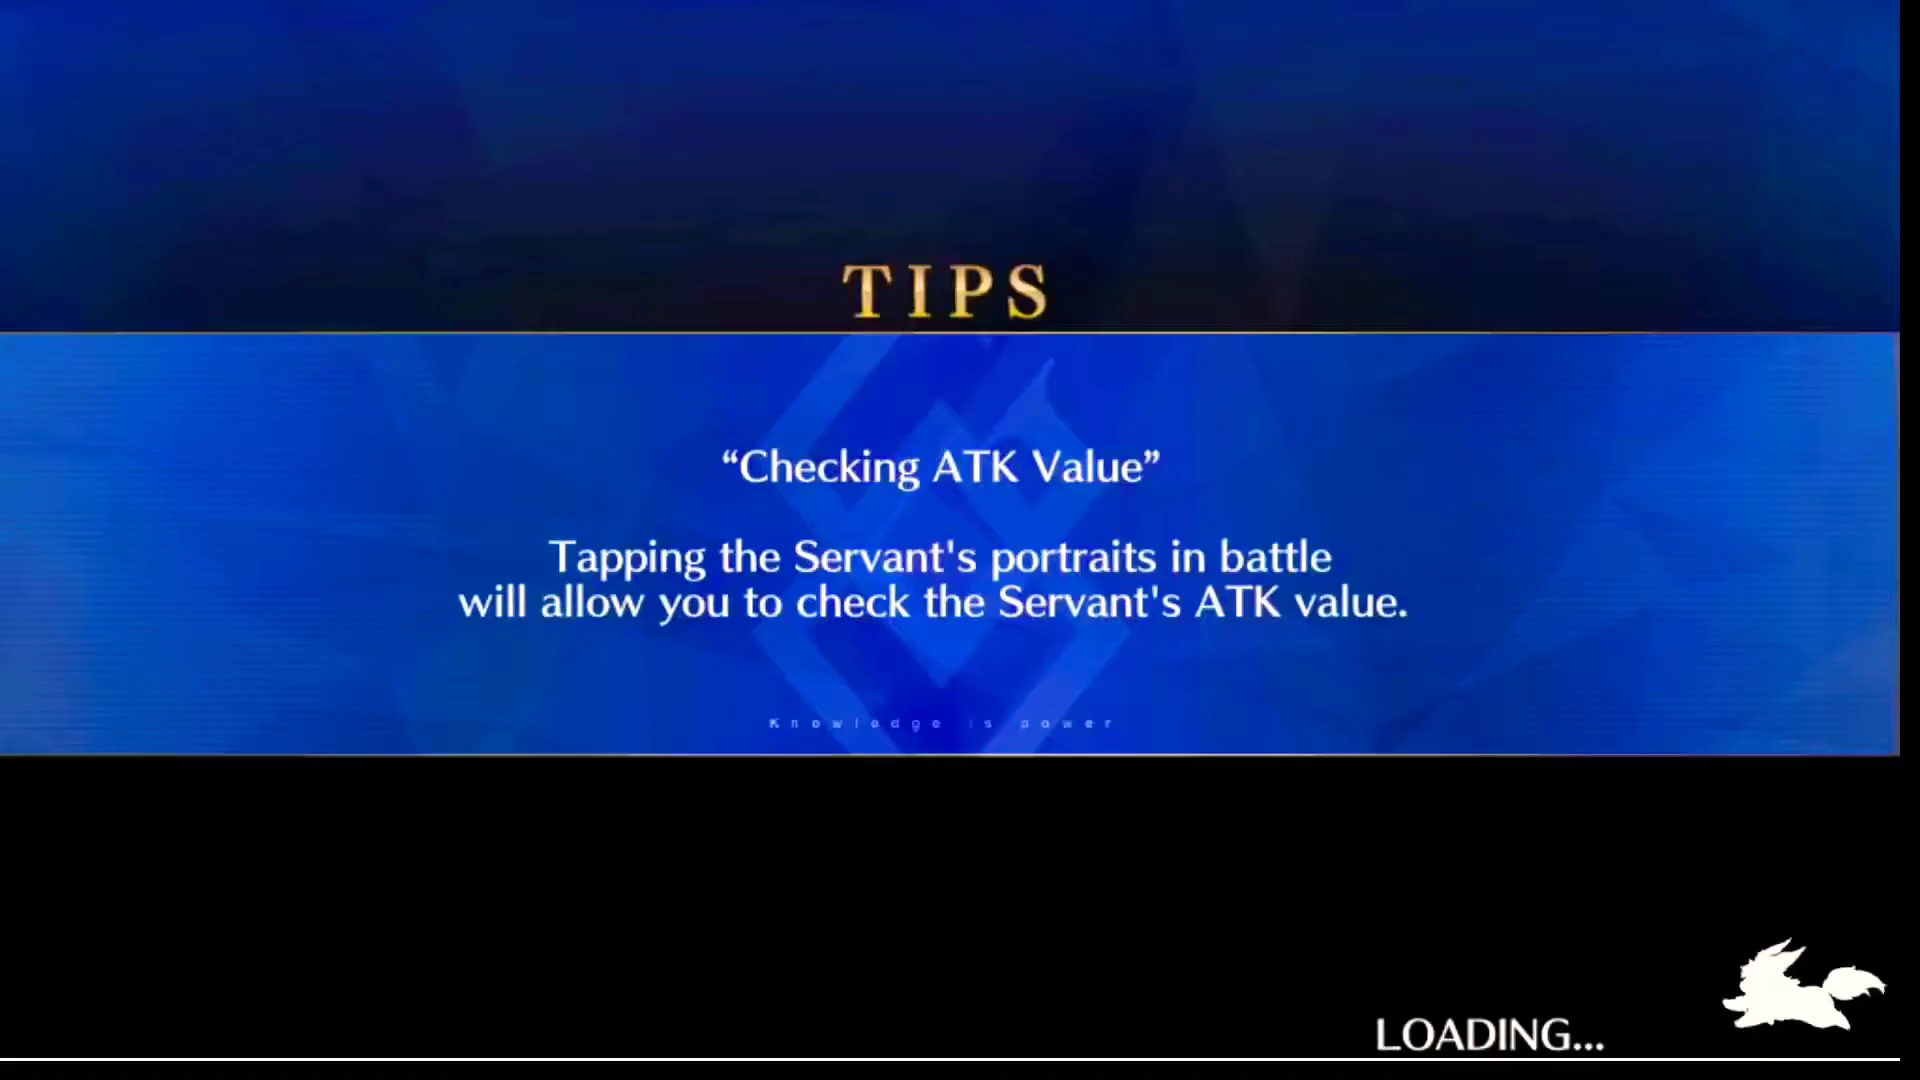 TIPS
“Checking ATK Value”
Tapping the Servant's portraits in battle
will allow you to check the Servant's ATK value.
Knowledge is power
LOADING...